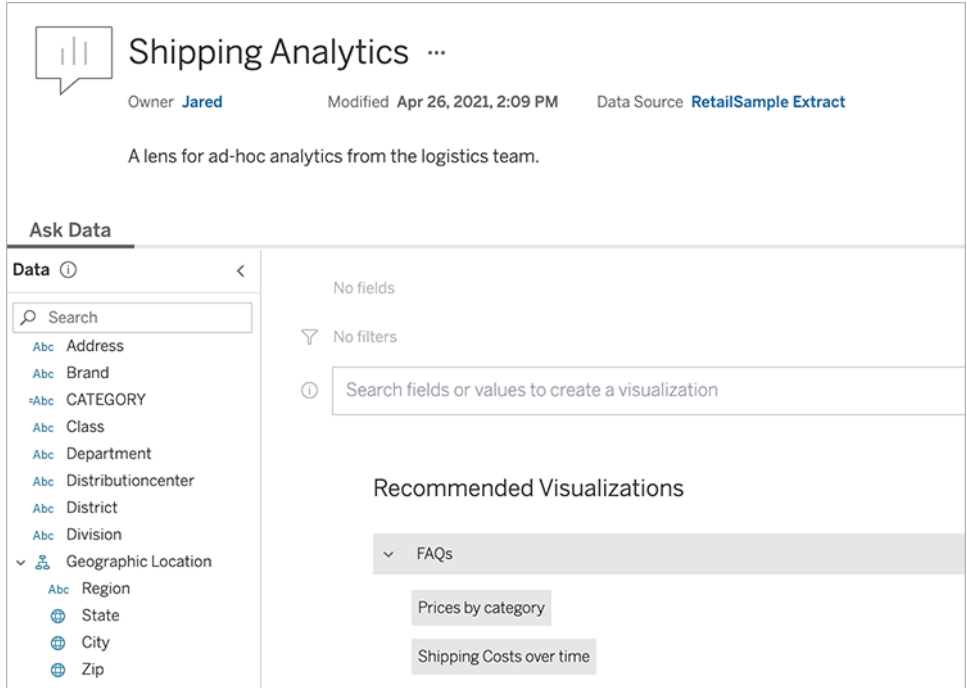 Shipping Analytics ...
Owner Jared Modified Apr 26, 2021, 2:09 PM Data Source RetailSample Extract
A lens for ad-hoc analytics from the logistics team.
Ask Data
Data
Search
Abc Address
Abc Brand
=Abc CATEGORY
Abc Class
Abc Department
Abc Distributioncenter
Abc District
Abc Division
Geographic Location
Abc Region
State
City
Zip
No fields
No filters
Search fields or values to create a visualization
Recommended Visualizations
FAQs
Prices by category
Shipping Costs over time